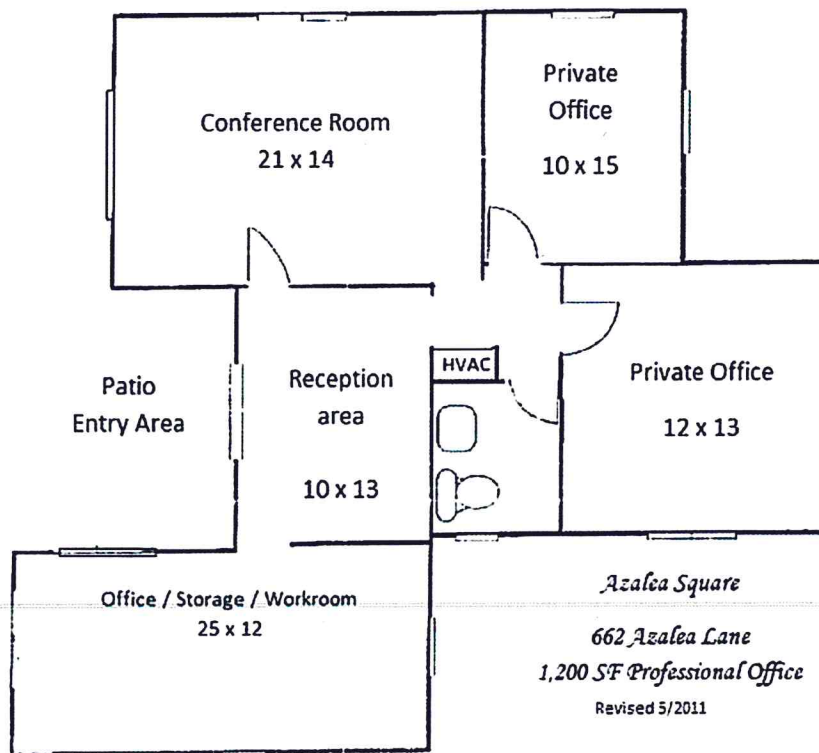 Conference Room
21 x 14
Private
Office
10 x 15
Patio
Entry Area
Reception
area
10 x 13
HVAC
Private Office
12 x 13
Office / Storage / Workroom
25 x 12
Azalea Square
662 Azalea Lane
1,200 SF Professional Office
Revised 5/2011